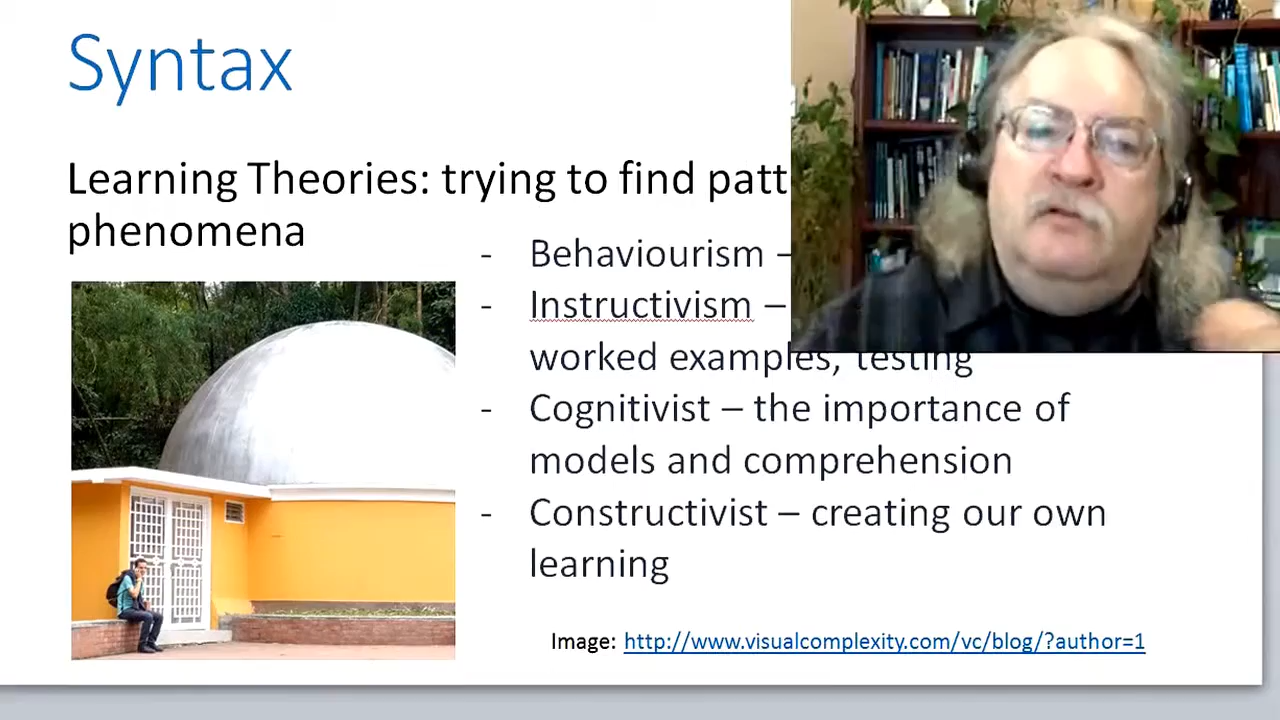 Syntax
Learning Theories: trying to find patt
phenomena
- Behaviourism –
- Instructivism –
worked examples, testing
- Cognitivist – the importance of
models and comprehension
- Constructivist – creating our own
learning
Image: http://www.visualcomplexity.com/vc/blog/?author=1